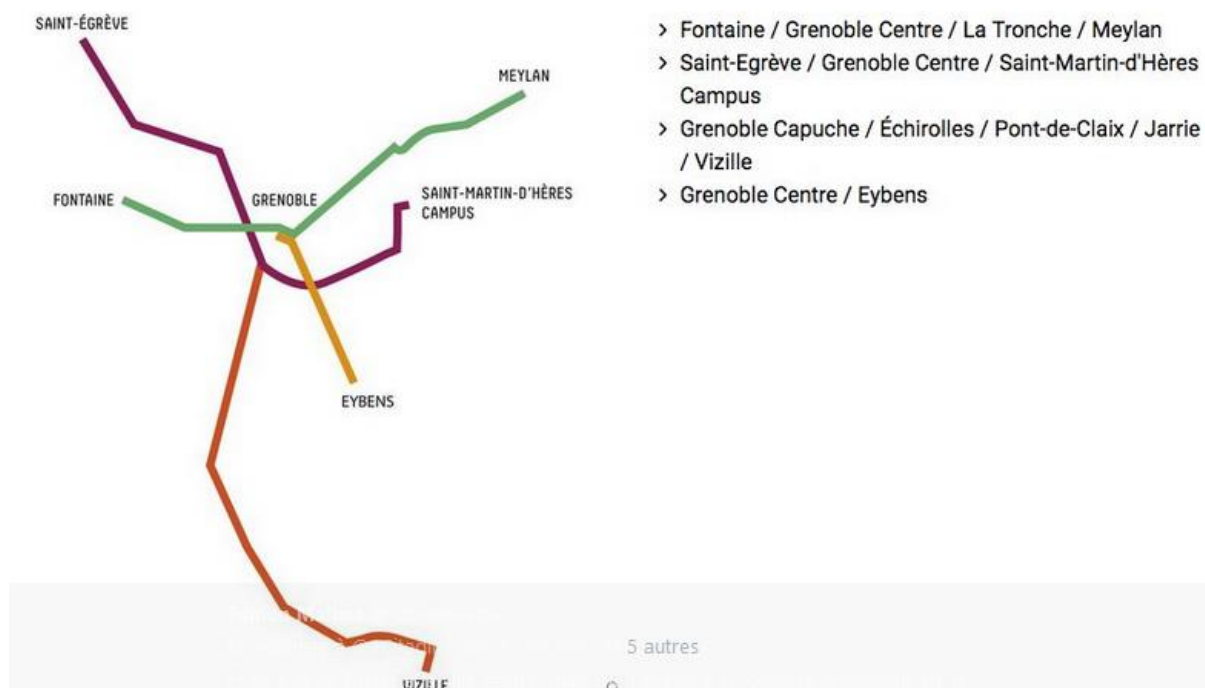 SAINT-ÉGRÈVE
MEYLAN
FONTAINE
GRENOBLE
SAINT-MARTIN-D'HÈRES
CAMPUS
EYBENS
VIZILLE
> Fontaine / Grenoble Centre / La Tronche / Meylan
> Saint-Egrève / Grenoble Centre / Saint-Martin-d'Hères
Campus
> Grenoble Capuche / Échirolles / Pont-de-Claix / Jarrie
/ Vizille
> Grenoble Centre / Eybens
5 autres